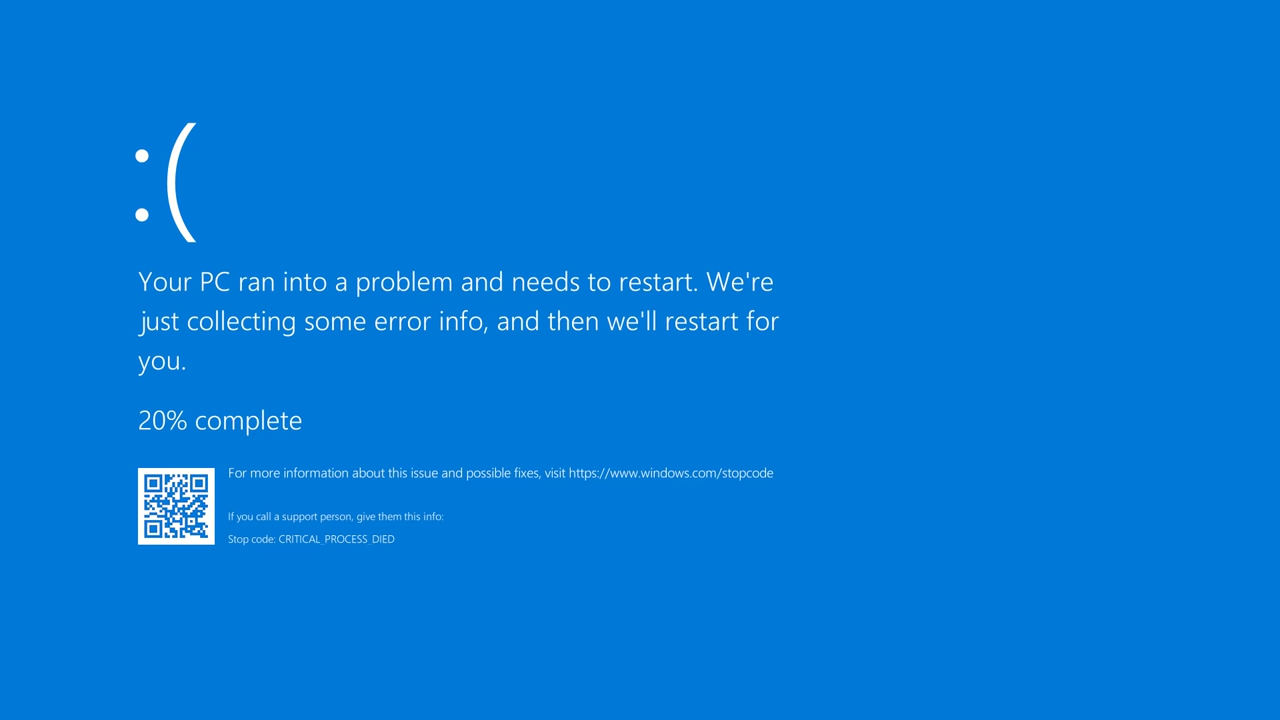 :(
Your PC ran into a problem and needs to restart. We're
just collecting some error info, and then we'll restart for
you.
20% complete
For more information about this issue and possible fixes, visit https://www.windows.com/stopcode
If you call a support person, give them this info:
Stop code: CRITICAL_PROCESS_DIED